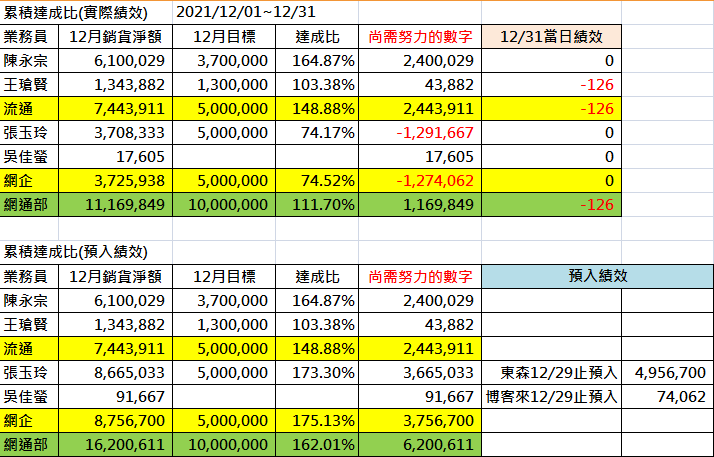 累積達成比(實際績效) 2021/12/01~12/31
業務員 12月銷貨淨額 12月目標 達成比 尚需努力的數字 12/31當日績效
陳永宗 6,100,029 3,700,000 164.87% 2,400,029 0
王瑲賢 1,343,882 1,300,000 103.38% 43,882 -126
流通 7,443,911 5,000,000 148.88% 2,443,911 -126
張玉玲 3,708,333 5,000,000 74.17% -1,291,667 0
吳佳螢 17,605 17,605 0
網企 3,725,938 5,000,000 74.52% -1,274,062 0
網通部 11,169,849 10,000,000 111.70% 1,169,849 -126
累積達成比(預入績效)
業務員 12月銷貨淨額 12月目標 達成比 尚需努力的數字 預入績效
陳永宗 6,100,029 3,700,000 164.87% 2,400,029
王瑲賢 1,343,882 1,300,000 103.38% 43,882
流通 7,443,911 5,000,000 148.88% 2,443,911
張玉玲 8,665,033 5,000,000 173.30% 3,665,033 東森12/29止預入 4,956,700
吳佳螢 91,667 91,667 博客來12/29止預入 74,062
網企 8,756,700 5,000,000 175.13% 3,756,700
網通部 16,200,611 10,000,000 162.01% 6,200,611